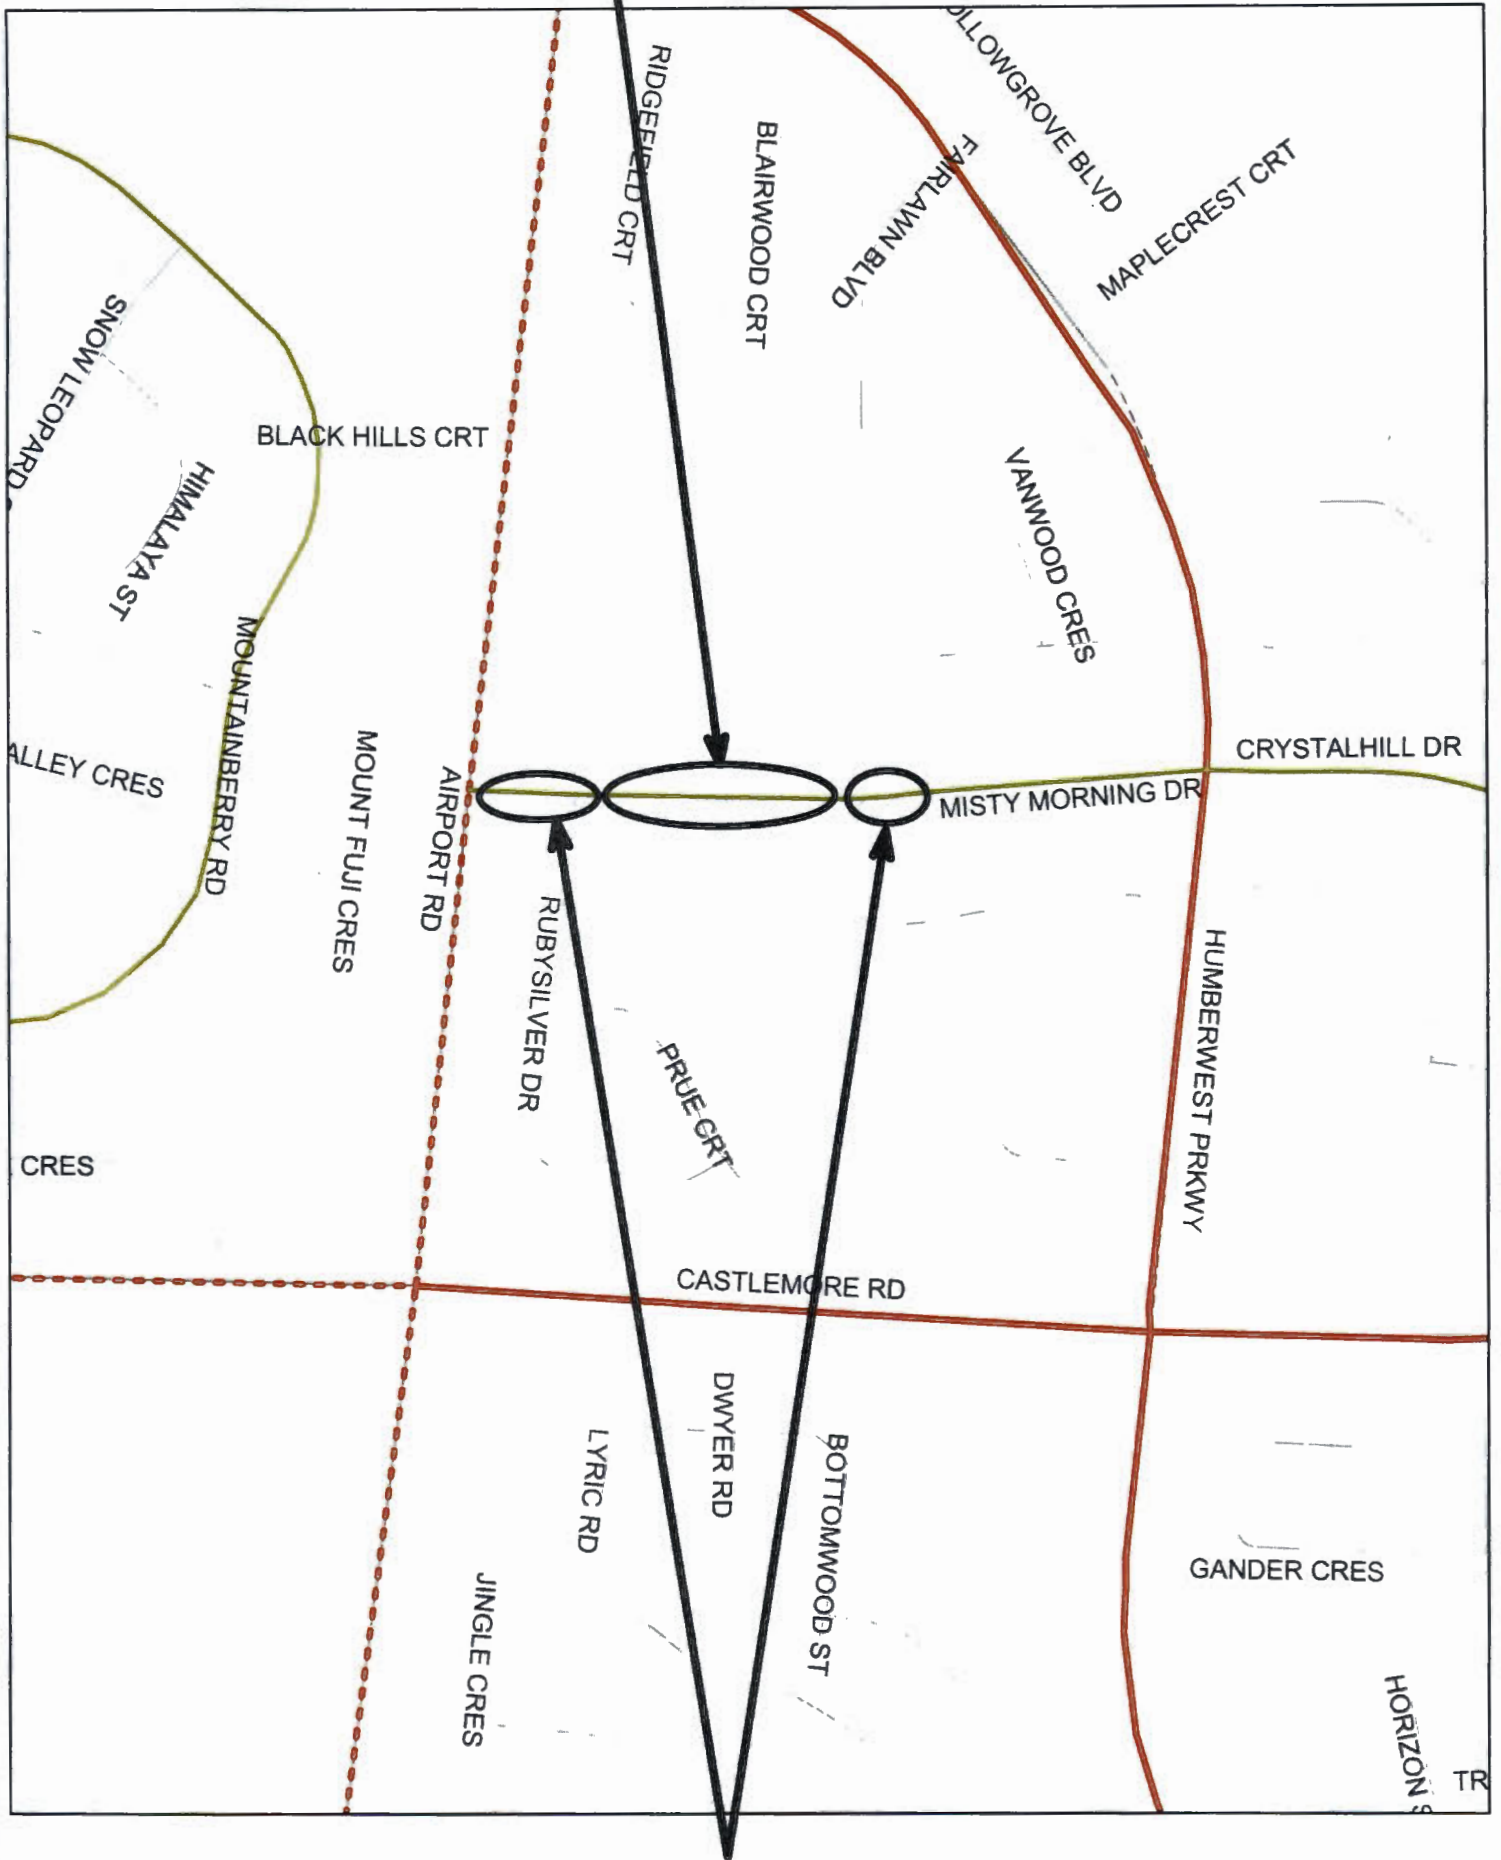 OLLOWGROVE BLVD
RIDGEFIELD CRT
BLAIRWOOD CRT
FAIRLAWN BLVD
MAPLECREST CRT
SNOW LEOPARD
BLACK HILLS CRT
HIMALAYA ST
VANWOOD CRES
MOUNTAINBERRY RD
ALLEY CRES
MOUNT FUJI CRES
AIRPORT RD
CRYSTALHILL DR
MISTY MORNING DR
RUBYSILVER DR
HUMBERWEST PRKWY
PRUE CRT
CRES
CASTLEMORE RD
DWYER RD
LYRIC RD
BOTTOMWOOD ST
GANDER CRES
JINGLE CRES
HORIZON S
TR